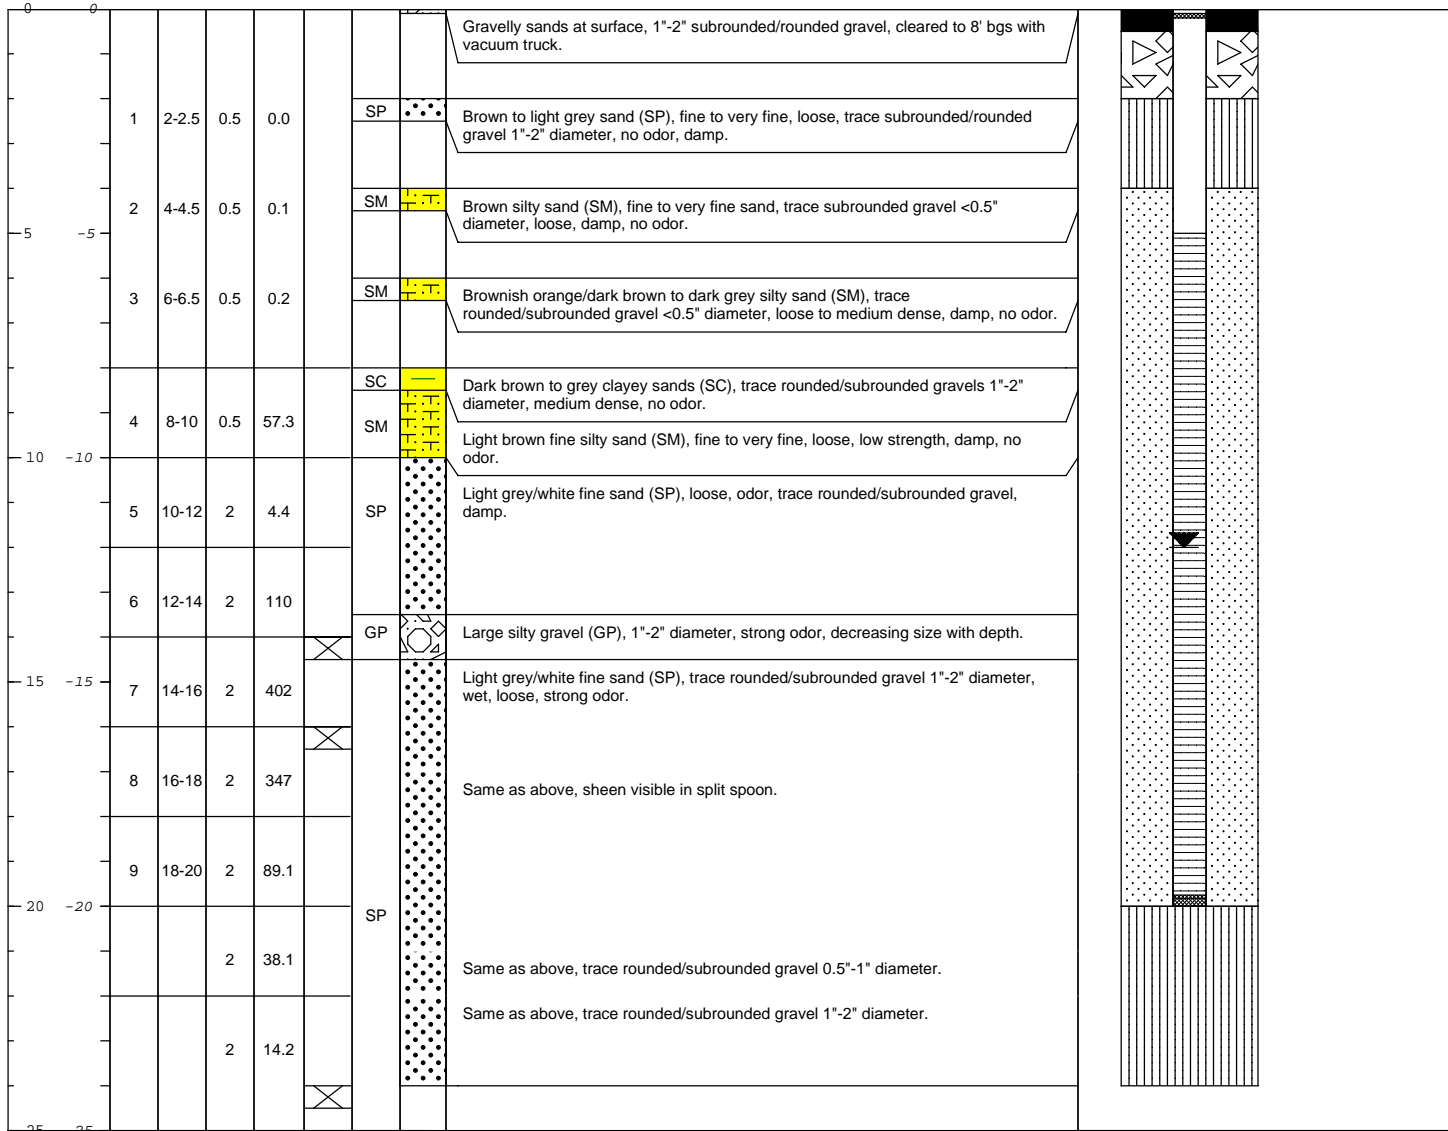 0 0
Gravelly sands at surface, 1"-2" subrounded/rounded gravel, cleared to 8' bgs with
vacuum truck.
1 2-2.5 0.5 0.0 SP
Brown to light grey sand (SP), fine to very fine, loose, trace subrounded/rounded
gravel 1"-2" diameter, no odor, damp.
2 4-4.5 0.5 0.1 SM
Brown silty sand (SM), fine to very fine sand, trace subrounded gravel <0.5"
diameter, loose, damp, no odor.
5 -5
3 6-6.5 0.5 0.2 SM
Brownish orange/dark brown to dark grey silty sand (SM), trace
rounded/subrounded gravel <0.5" diameter, loose to medium dense, damp, no odor.
SC
Dark brown to grey clayey sands (SC), trace rounded/subrounded gravels 1"-2"
diameter, medium dense, no odor.
4 8-10 0.5 57.3 SM
Light brown fine silty sand (SM), fine to very fine, loose, low strength, damp, no
odor.
10 -10
Light grey/white fine sand (SP), loose, odor, trace rounded/subrounded gravel,
damp.
5 10-12 2 4.4 SP
6 12-14 2 110
GP
Large silty gravel (GP), 1"-2" diameter, strong odor, decreasing size with depth.
Light grey/white fine sand (SP), trace rounded/subrounded gravel 1"-2" diameter,
wet, loose, strong odor.
15 -15
7 14-16 2 402
8 16-18 2 347
Same as above, sheen visible in split spoon.
9 18-20 2 89.1
20 -20
SP
2 38.1
Same as above, trace rounded/subrounded gravel 0.5"-1" diameter.
Same as above, trace rounded/subrounded gravel 1"-2" diameter.
2 14.2
25 -25